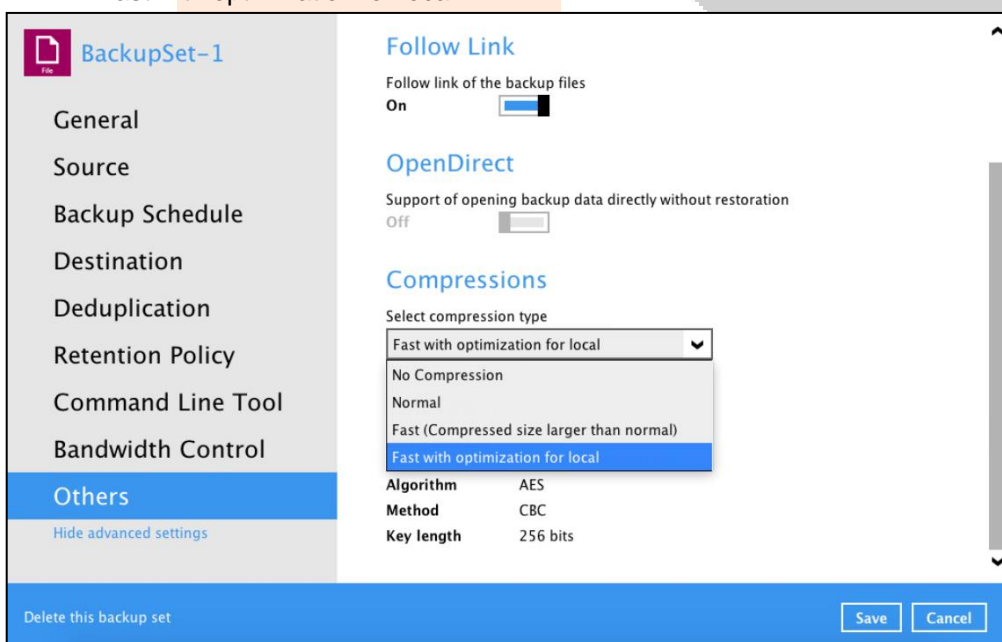 BackupSet-1
File
General
Source
Backup Schedule
Destination
Deduplication
Retention Policy
Command Line Tool
Bandwidth Control
Others
Hide advanced settings
Follow Link
Follow link of the backup files
On
OpenDirect
Support of opening backup data directly without restoration
Off
Compressions
Select compression type
Fast with optimization for local
No Compression
Normal
Fast (Compressed size larger than normal)
Fast with optimization for local
Algorithm AES
Method CBC
Key length 256 bits
Delete this backup set
Save Cancel